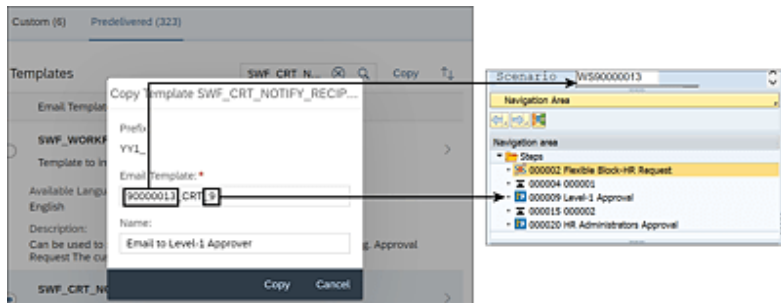 Custom (6) Predelivered (323)
Templates SWF_CRT_N... Copy
Email Templat
Copy Template SWF_CRT_NOTIFY_RECIP....
SWF_WORKF
Template to in
Prefix
YY1_
Email Template: *
90000013_CRT_9
Available Langu
English
Name:
Email to Level-1 Approver
Description:
Can be used to g. Approval
Request The cu
Copy Cancel
SWF_CRT_NO
Scenario WS90000013
Navigation Area
Navigation area
Steps
000002 Flexible Block-HR Request
000004 000001
000009 Level-1 Approval
000015 000002
000020 HR Administrators Approval